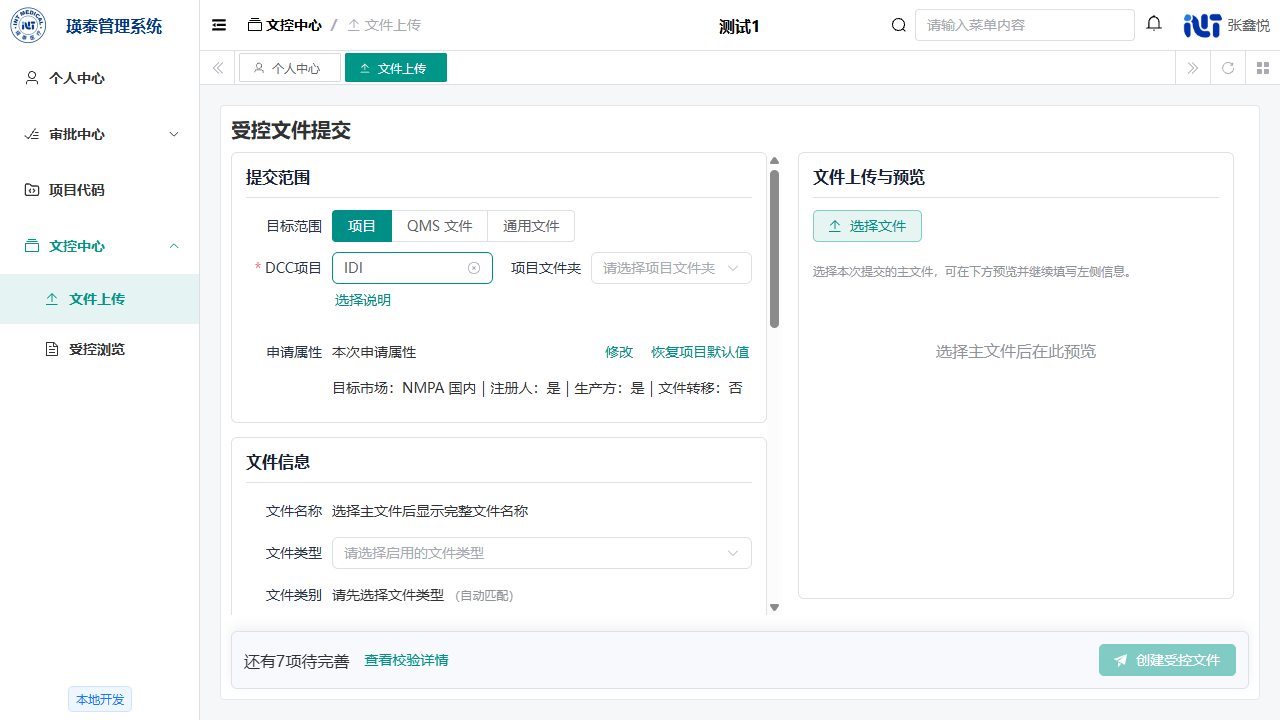 瑛泰管理系统
文控中心 / 文件上传
测试1
请输入菜单内容
张鑫悦
个人中心
文件上传
个人中心
审批中心
项目代码
文控中心
文件上传
受控浏览
本地开发
受控文件提交
提交范围
目标范围 项目 QMS 文件 通用文件
* DCC项目 IDI 项目文件夹 请选择项目文件夹
选择说明
申请属性 本次申请属性 修改 恢复项目默认值
目标市场：NMPA 国内 | 注册人：是 | 生产方：是 | 文件转移：否
文件信息
文件名称 选择主文件后显示完整文件名称
文件类型 请选择启用的文件类型
文件类别 请先选择文件类型 (自动匹配)
文件上传与预览
选择文件
选择本次提交的主文件，可在下方预览并继续填写左侧信息。
选择主文件后在此预览
还有7项待完善 查看校验详情
创建受控文件